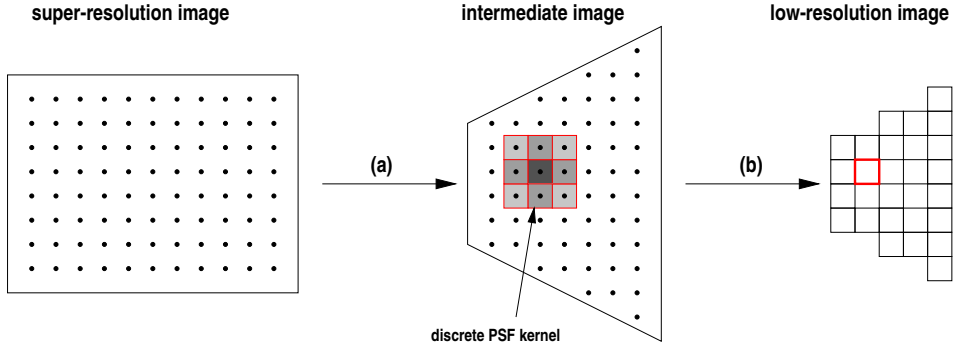 super-resolution image
intermediate image
low-resolution image
(a)
(b)
discrete PSF kernel